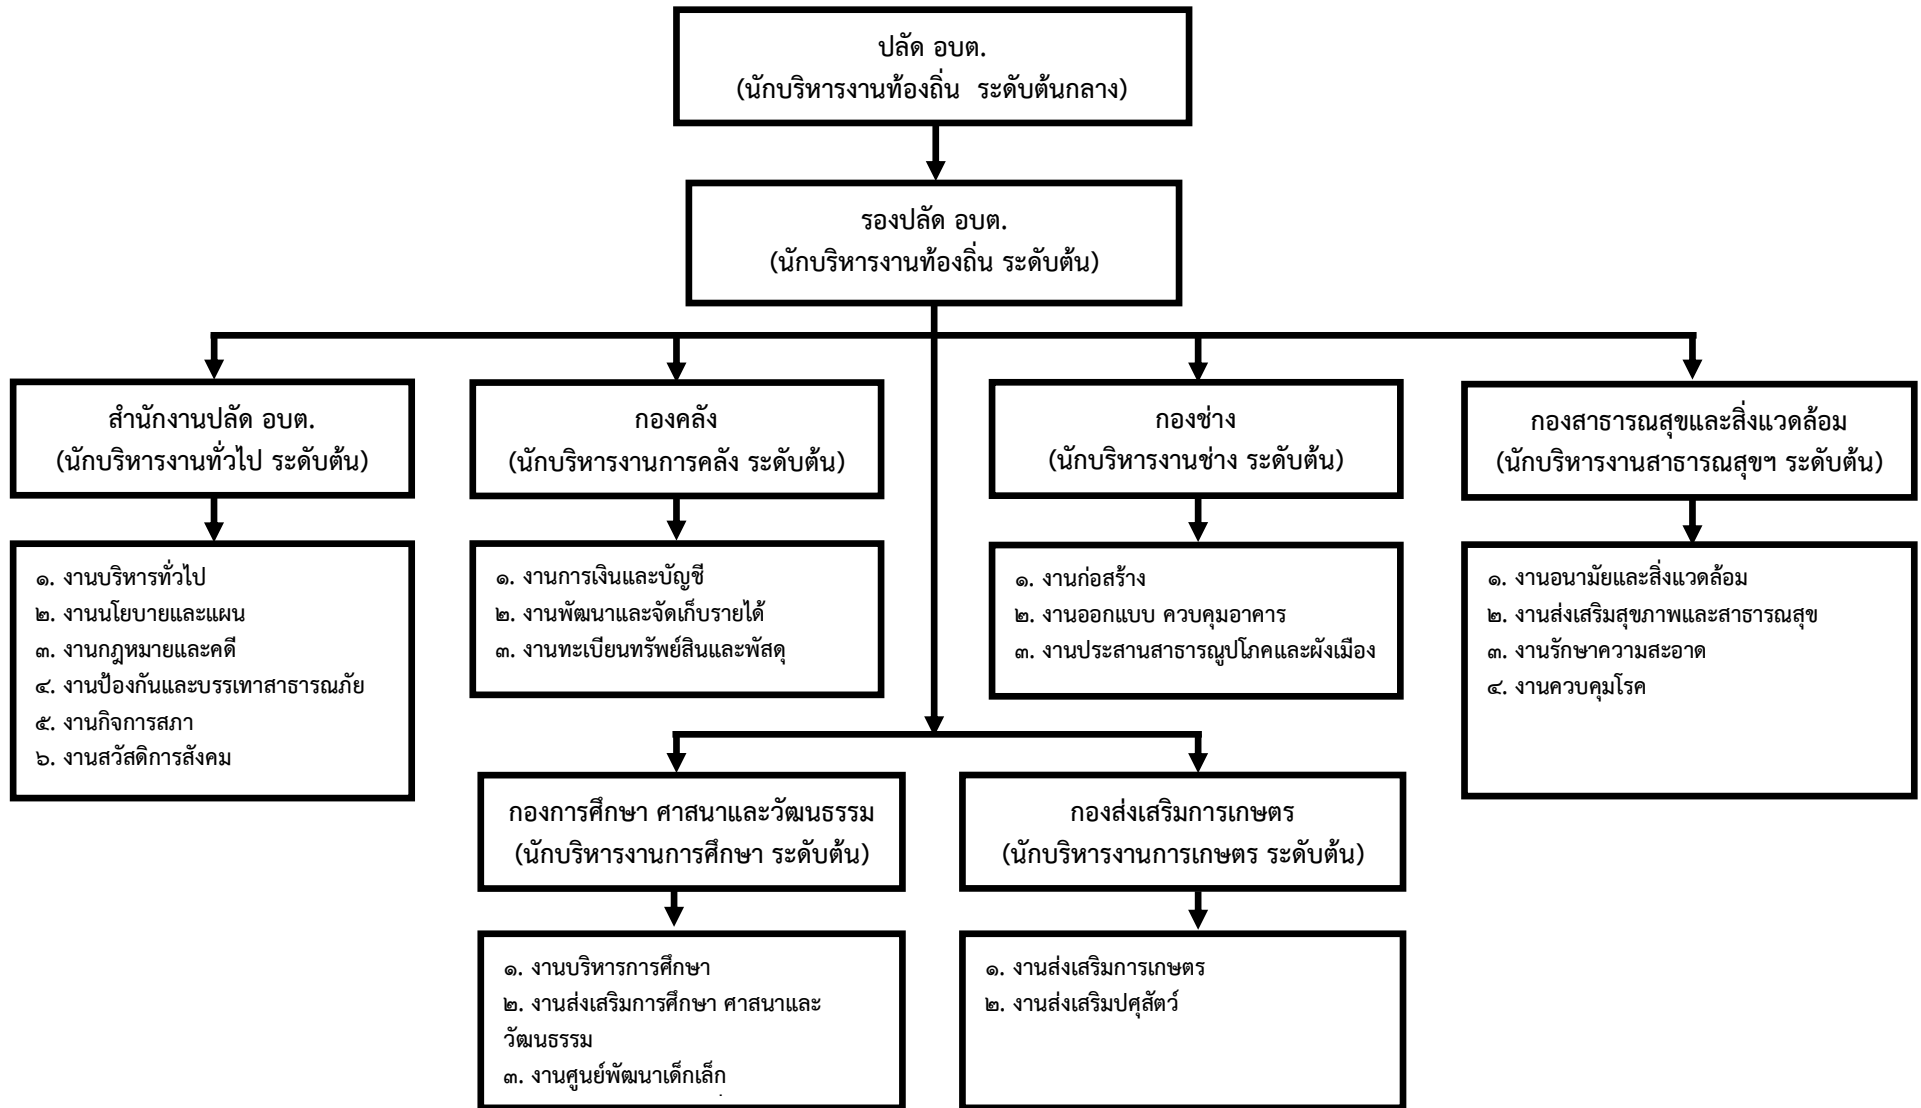 ปลัด อบต.
(นักบริหารงานท้องถิ่น ระดับต้นกลาง)
รองปลัด อบต.
(นักบริหารงานท้องถิ่น ระดับต้น)
สำนักงานปลัด อบต.
(นักบริหารงานทั่วไป ระดับต้น)
๑. งานบริหารทั่วไป
๒. งานนโยบายและแผน
๓. งานกฎหมายและคดี
๔. งานป้องกันและบรรเทาสาธารณภัย
๕. งานกิจการสภา
๖. งานสวัสดิการสังคม
กองคลัง
(นักบริหารงานการคลัง ระดับต้น)
๑. งานการเงินและบัญชี
๒. งานพัฒนาและจัดเก็บรายได้
๓. งานทะเบียนทรัพย์สินและพัสดุ
กองช่าง
(นักบริหารงานช่าง ระดับต้น)
๑. งานก่อสร้าง
๒. งานออกแบบ ควบคุมอาคาร
๓. งานประสานสาธารณูปโภคและผังเมือง
กองสาธารณสุขและสิ่งแวดล้อม
(นักบริหารงานสาธารณสุขฯ ระดับต้น)
๑. งานอนามัยและสิ่งแวดล้อม
๒. งานส่งเสริมสุขภาพและสาธารณสุข
๓. งานรักษาความสะอาด
๔. งานควบคุมโรค
กองการศึกษา ศาสนาและวัฒนธรรม
(นักบริหารงานการศึกษา ระดับต้น)
๑. งานบริหารการศึกษา
๒. งานส่งเสริมการศึกษา ศาสนาและ
วัฒนธรรม
๓. งานศูนย์พัฒนาเด็กเล็ก
กองส่งเสริมการเกษตร
(นักบริหารงานการเกษตร ระดับต้น)
๑. งานส่งเสริมการเกษตร
๒. งานส่งเสริมปศุสัตว์